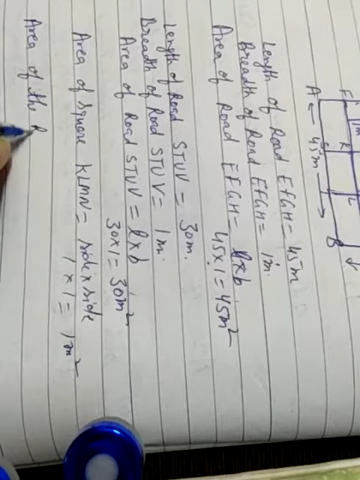 F
K
L
A
45m
B
Length of Road EFGH = 45m
Breadth of Road EFGH = 1m.
Area of Road EFGH = l×b
45×1 = 45m²
Length of Road STUV = 30m.
Breadth of Road STUV = 1m.
Area of Road STUV = l×b
30×1 = 30m²
Area of Square KLMN = side×side
1×1 = 1m²
Area of the R